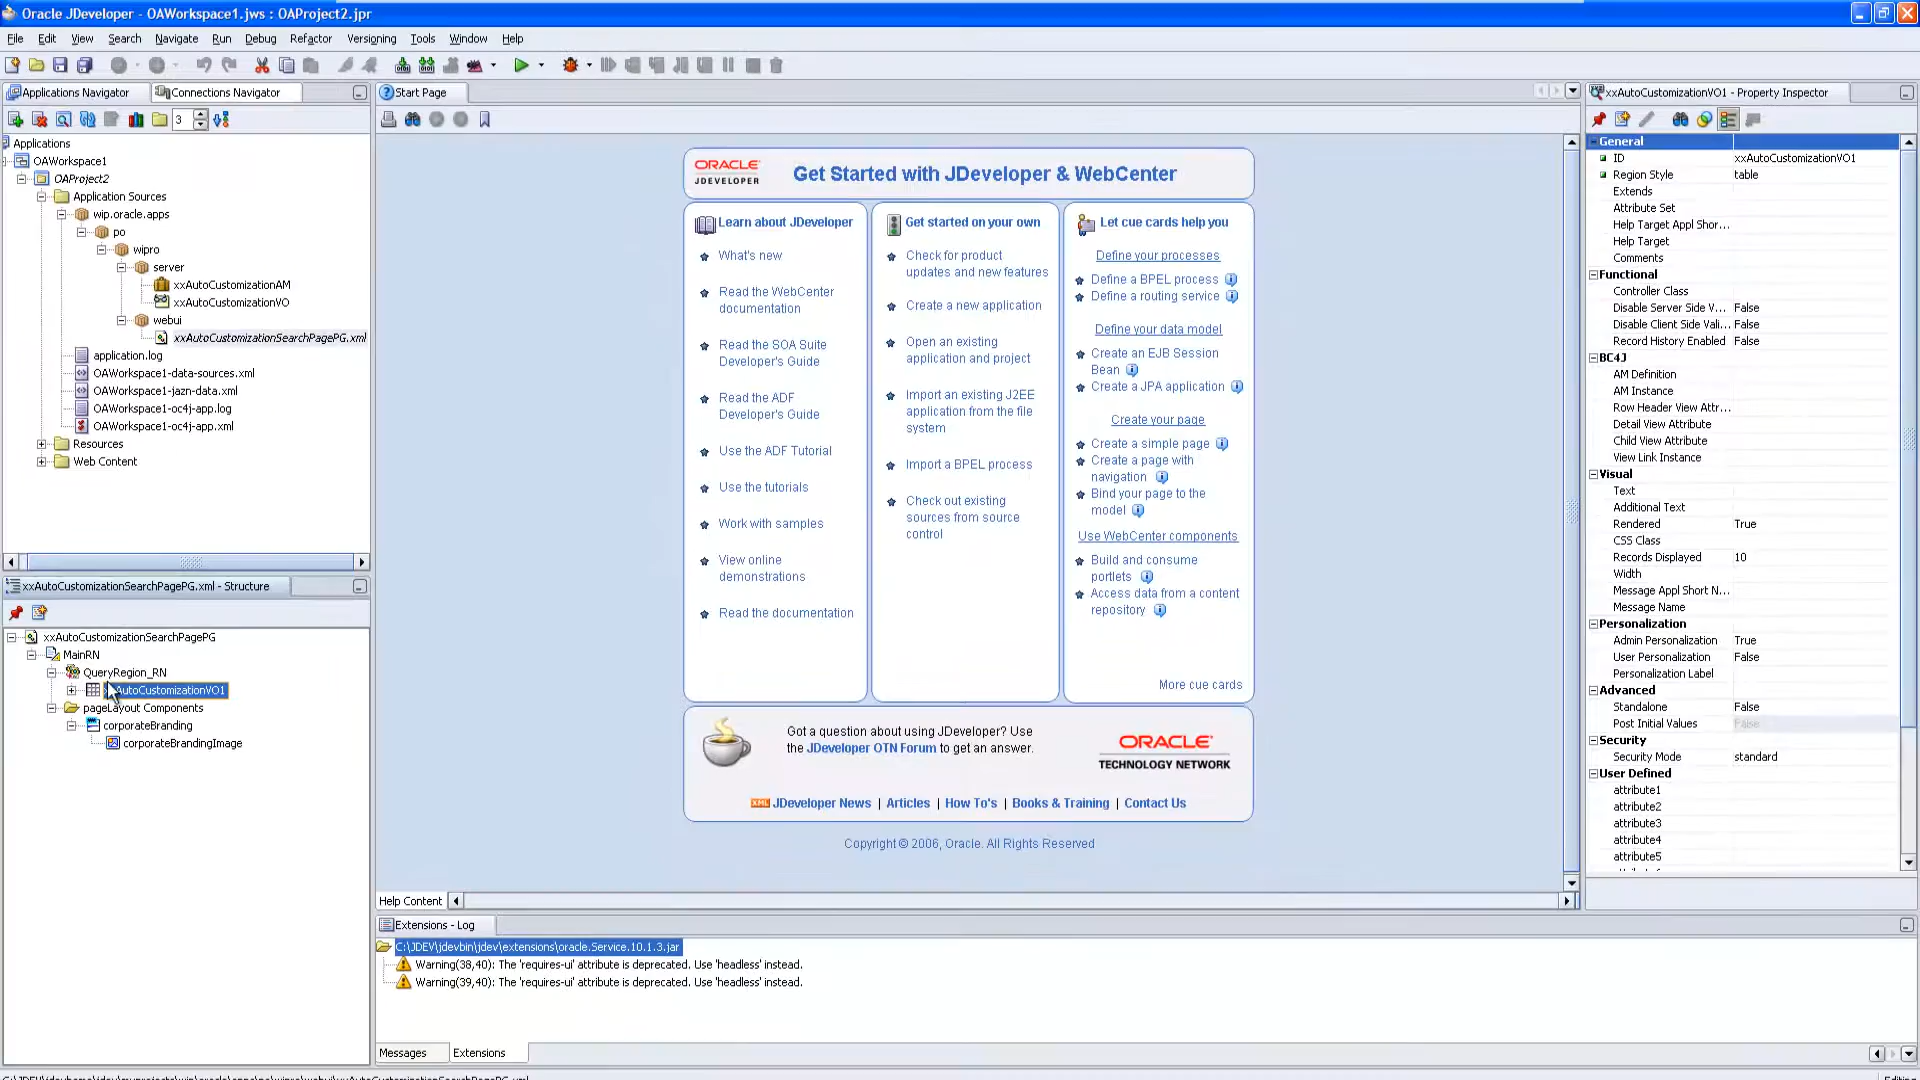 Oracle JDeveloper - OAWorkspace1.jws : OAProject2.jpr
File Edit View Search Navigate Run Debug Refactor Versioning Tools Window Help
Applications Navigator
Connections Navigator
3
Applications
OAWorkspace1
OAProject2
Application Sources
wip.oracle.apps
po
wipro
server
xxAutoCustomizationAM
xxAutoCustomizationVO
webui
xxAutoCustomizationSearchPagePG.xml
application.log
OAWorkspace1-data-sources.xml
OAWorkspace1-jazn-data.xml
OAWorkspace1-oc4j-app.log
OAWorkspace1-oc4j-app.xml
Resources
Web Content
xxAutoCustomizationSearchPagePG.xml - Structure
xxAutoCustomizationSearchPagePG
MainRN
QueryRegion_RN
AutoCustomizationVO1
pageLayout Components
corporateBranding
corporateBrandingImage
Start Page
ORACLE
JDEVELOPER
Get Started with JDeveloper & WebCenter
Learn about JDeveloper
What's new
Read the WebCenter
documentation
Read the SOA Suite
Developer's Guide
Read the ADF
Developer's Guide
Use the ADF Tutorial
Use the tutorials
Work with samples
View online
demonstrations
Read the documentation
Get started on your own
Check for product
updates and new features
Create a new application
Open an existing
application and project
Import an existing J2EE
application from the file
system
Import a BPEL process
Check out existing
sources from source
control
Let cue cards help you
Define your processes
Define a BPEL process
Define a routing service
Define your data model
Create an EJB Session
Bean
Create a JPA application
Create your page
Create a simple page
Create a page with
navigation
Bind your page to the
model
Use WebCenter components
Build and consume
portlets
Access data from a content
repository
More cue cards
Got a question about using JDeveloper? Use
the JDeveloper OTN Forum to get an answer.
ORACLE
TECHNOLOGY NETWORK
XML JDeveloper News | Articles | How To's | Books & Training | Contact Us
Copyright © 2006, Oracle. All Rights Reserved
Help Content
Extensions - Log
C:\JDEV\jdevbin\jdev\extensions\oracle.Service.10.1.3.jar
Warning(38,40): The 'requires-ui' attribute is deprecated. Use 'headless' instead.
Warning(39,40): The 'requires-ui' attribute is deprecated. Use 'headless' instead.
Messages
Extensions
xxAutoCustomizationVO1 - Property Inspector
General
ID xxAutoCustomizationVO1
Region Style table
Extends
Attribute Set
Help Target Appl Shor...
Help Target
Comments
Functional
Controller Class
Disable Server Side V... False
Disable Client Side Vali... False
Record History Enabled False
BC4J
AM Definition
AM Instance
Row Header View Attr...
Detail View Attribute
Child View Attribute
View Link Instance
Visual
Text
Additional Text
Rendered True
CSS Class
Records Displayed 10
Width
Message Appl Short N...
Message Name
Personalization
Admin Personalization True
User Personalization False
Personalization Label
Advanced
Standalone False
Post Initial Values False
Security
Security Mode standard
User Defined
attribute1
attribute2
attribute3
attribute4
attribute5